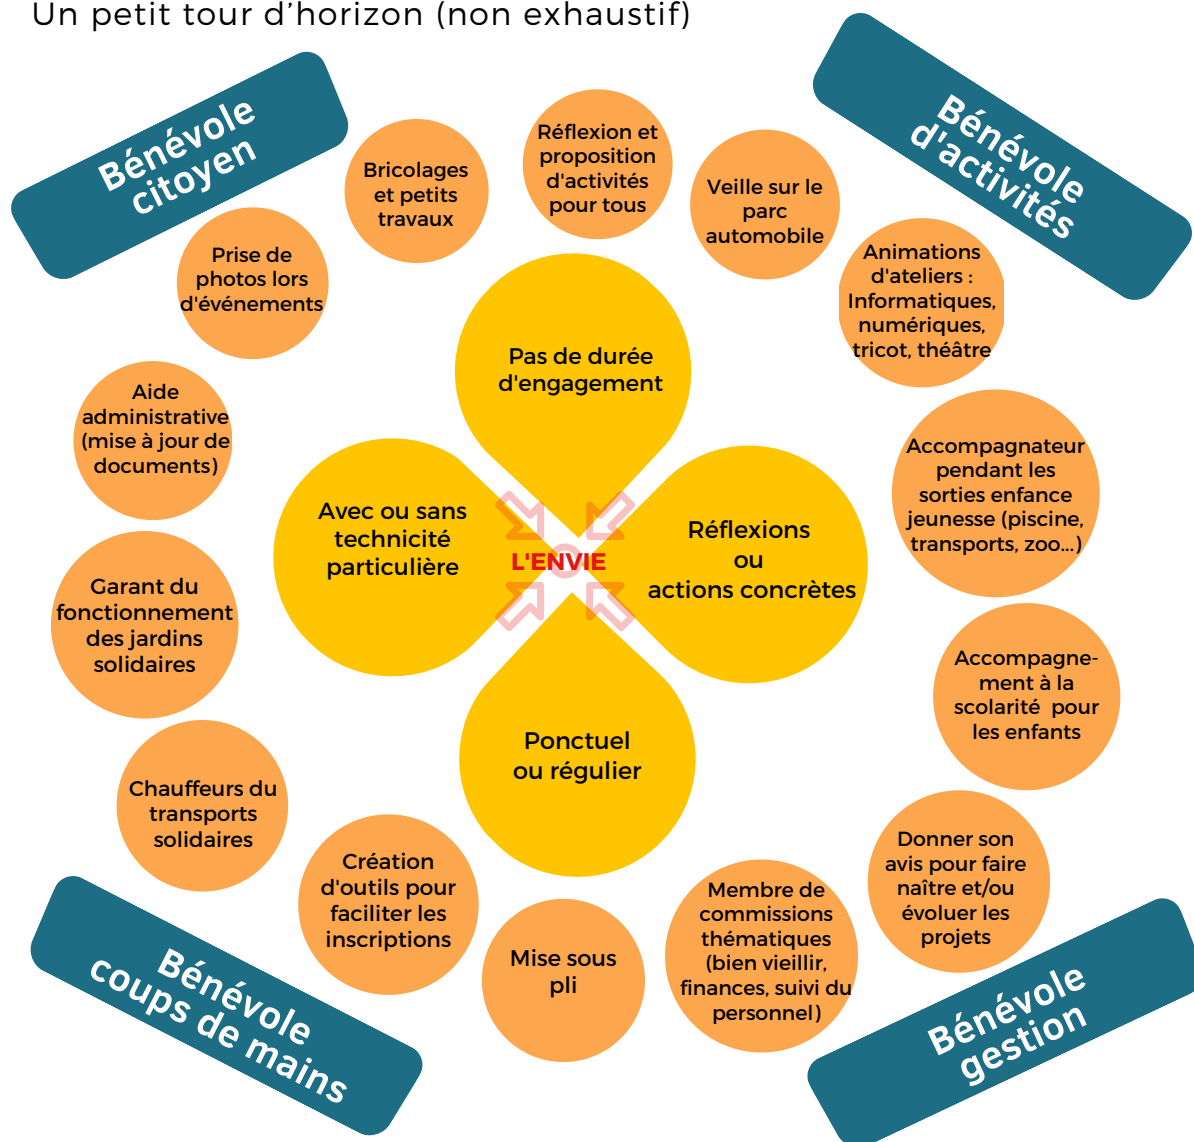 Un petit tour d'horizon (non exhaustif)
Bénévole
citoyen
Bénévole
d'activités
Bricolages
et petits
travaux
Réflexion et
proposition
d'activités
pour tous
Veille sur le
parc
automobile
Prise de
photos lors
d'événements
Animations
d'ateliers :
Informatiques,
numériques,
tricot, théâtre
Aide
administrative
(mise à jour de
documents)
Accompagnateur
pendant les
sorties enfance
jeunesse (piscine,
transports, zoo...)
Garant du
fonctionnement
des jardins
solidaires
Accompagne-
ment à la
scolarité  pour
les enfants
Chauffeurs du
transports
solidaires
Donner son
avis pour faire
naître et/ou
évoluer les
projets
Création
d'outils pour
faciliter les
inscriptions
Mise sous
pli
Membre de
commissions
thématiques
(bien vieillir,
finances, suivi du
personnel)
Pas de durée
d'engagement
Avec ou sans
technicité
particulière
L'ENVIE
Réflexions
ou
actions concrètes
Ponctuel
ou régulier
Bénévole
coups de mains
Bénévole
gestion